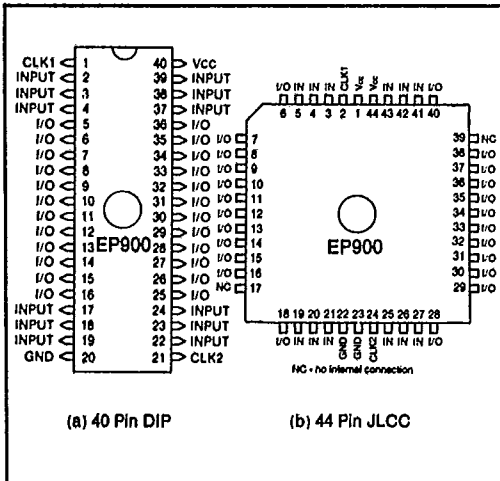 CLK1 1 40 Vcc
INPUT 2 39 INPUT
INPUT 3 38 INPUT
INPUT 4 37 INPUT
I/O 5 36 I/O
I/O 6 35 I/O
I/O 7 34 I/O
I/O 8 33 I/O
I/O 9 32 I/O
I/O 10 31 I/O
I/O 11 30 I/O
I/O 12 29 I/O
EP900
I/O 13 28 I/O
I/O 14 27 I/O
I/O 15 26 I/O
I/O 16 25 I/O
INPUT 17 24 INPUT
INPUT 18 23 INPUT
INPUT 19 22 INPUT
GND 20 21 CLK2
(a) 40 Pin DIP
I/O IN IN IN CLK1 Vcc Vcc IN IN IN I/O
6 5 4 3 2 1 44 43 42 41 40
I/O 7 39 NC
I/O 8 38 I/O
I/O 9 37 I/O
I/O 10 36 I/O
I/O 11 35 I/O
I/O 12 34 I/O
I/O 13 33 I/O
EP900
I/O 14 32 I/O
I/O 15 31 I/O
I/O 16 30 I/O
NC 17 29 I/O
18 19 20 21 22 23 24 25 26 27 28
I/O IN IN IN GND GND CLK2 IN IN IN I/O
NC - no internal connection
(b) 44 Pin JLCC